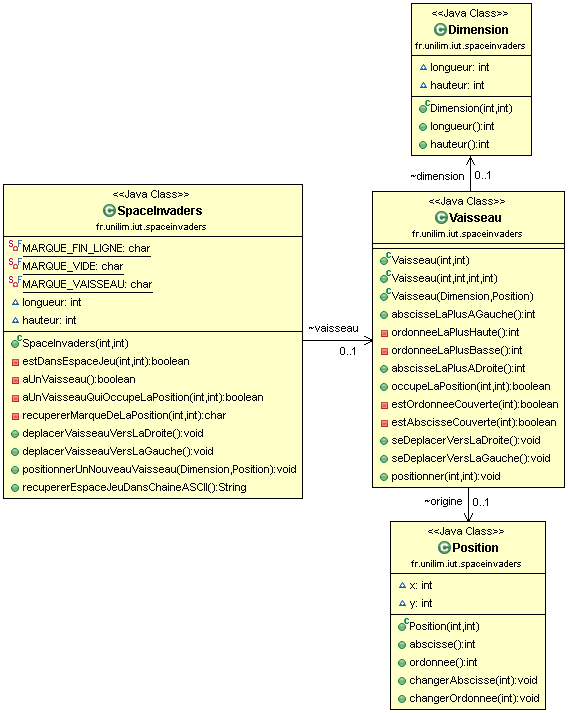 <<Java Class>>
Dimension
fr.unilim.iut.spaceinvaders
longueur: int
hauteur: int
Dimension(int,int)
longueur():int
hauteur():int
~dimension
0..1
<<Java Class>>
SpaceInvaders
fr.unilim.iut.spaceinvaders
MARQUE_FIN_LIGNE: char
MARQUE_VIDE: char
MARQUE_VAISSEAU: char
longueur: int
hauteur: int
SpaceInvaders(int,int)
estDansEspaceJeu(int,int):boolean
aUnVaisseau():boolean
aUnVaisseauQuiOccupeLaPosition(int,int):boolean
recupererMarqueDeLaPosition(int,int):char
deplacerVaisseauVersLaDroite():void
deplacerVaisseauVersLaGauche():void
positionnerUnNouveauVaisseau(Dimension,Position):void
recupererEspaceJeuDansChaineASCII():String
~vaisseau
0..1
<<Java Class>>
Vaisseau
fr.unilim.iut.spaceinvaders
Vaisseau(int,int)
Vaisseau(int,int,int,int)
Vaisseau(Dimension,Position)
abscisseLaPlusAGauche():int
ordonneeLaPlusHaute():int
ordonneeLaPlusBasse():int
abscisseLaPlusADroite():int
occupeLaPosition(int,int):boolean
estOrdonneeCouverte(int):boolean
estAbscisseCouverte(int):boolean
seDeplacerVersLaDroite():void
seDeplacerVersLaGauche():void
positionner(int,int):void
~origine
0..1
<<Java Class>>
Position
fr.unilim.iut.spaceinvaders
x: int
y: int
Position(int,int)
abscisse():int
ordonnee():int
changerAbscisse(int):void
changerOrdonnee(int):void